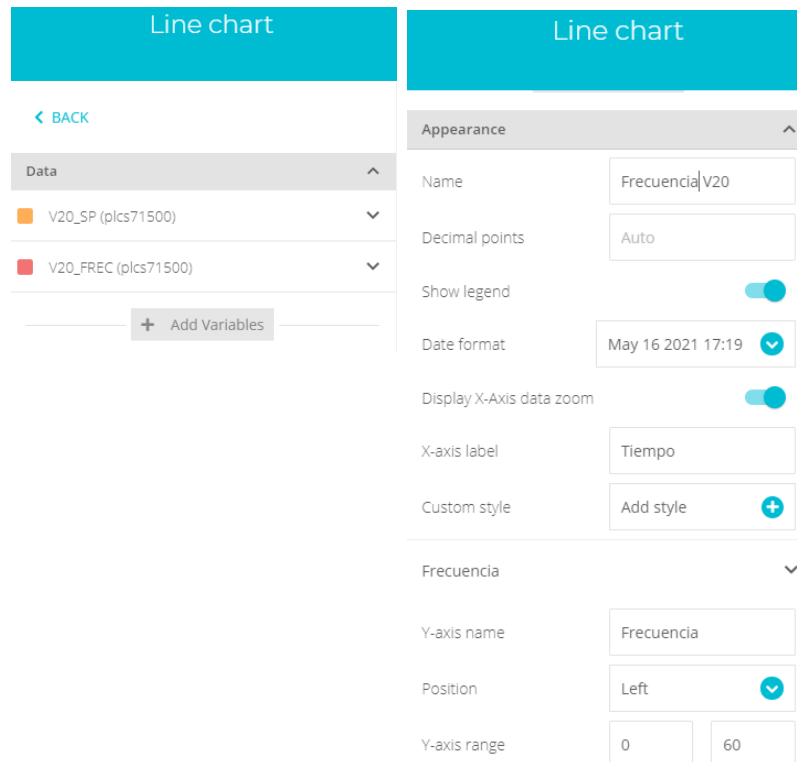 Line chart
BACK
Data
V20_SP (plcs71500)
V20_FREC (plcs71500)
+ Add Variables
Line chart
Appearance
Name Frecuencia V20
Decimal points Auto
Show legend
Date format May 16 2021 17:19
Display X-Axis data zoom
X-axis label Tiempo
Custom style Add style
Frecuencia
Y-axis name Frecuencia
Position Left
Y-axis range 0 60